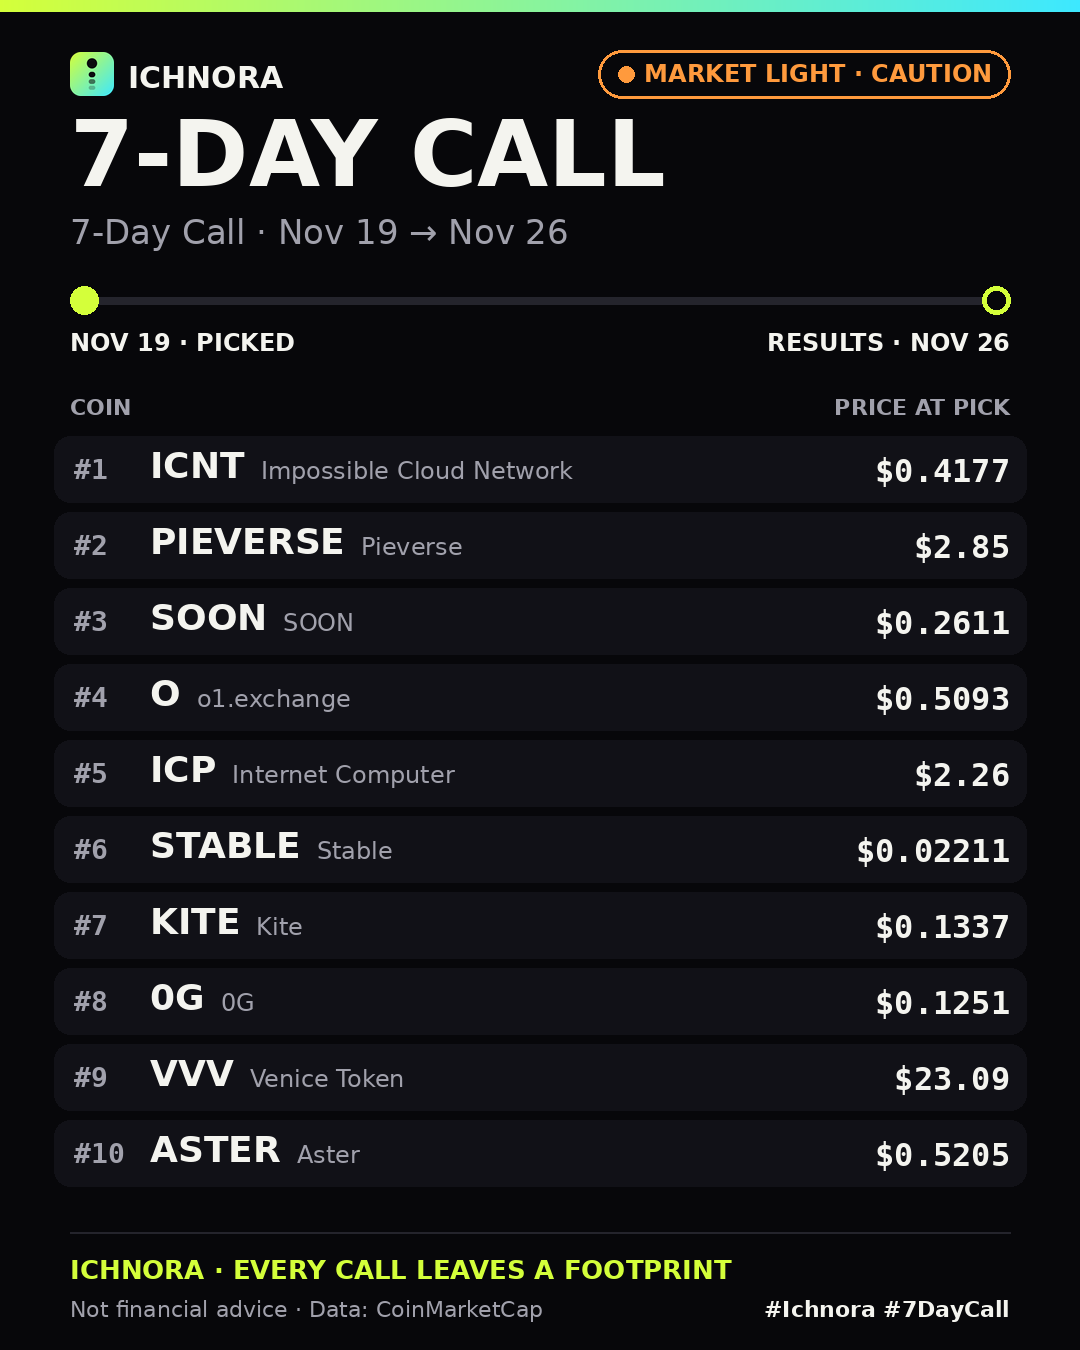 ICHNORA
● MARKET LIGHT · CAUTION
7-DAY CALL
7-Day Call · Nov 19 → Nov 26
NOV 19 · PICKED
RESULTS · NOV 26
COIN PRICE AT PICK
#1 ICNT Impossible Cloud Network $0.4177
#2 PIEVERSE Pieverse $2.85
#3 SOON SOON $0.2611
#4 O o1.exchange $0.5093
#5 ICP Internet Computer $2.26
#6 STABLE Stable $0.02211
#7 KITE Kite $0.1337
#8 0G 0G $0.1251
#9 VVV Venice Token $23.09
#10 ASTER Aster $0.5205
ICHNORA · EVERY CALL LEAVES A FOOTPRINT
Not financial advice · Data: CoinMarketCap
#Ichnora #7DayCall